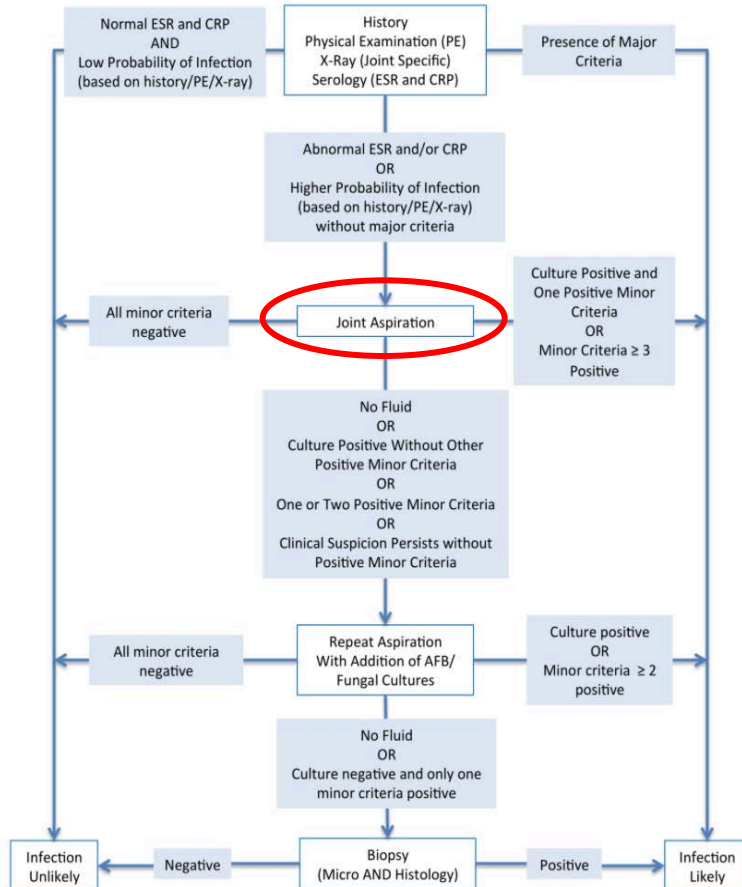 Normal ESR and CRP
AND
Low Probability of Infection
(based on history/PE/X-ray)
History
Physical Examination (PE)
X-Ray (Joint Specific)
Serology (ESR and CRP)
Presence of Major
Criteria
Abnormal ESR and/or CRP
OR
Higher Probability of Infection
(based on history/PE/X-ray)
without major criteria
All minor criteria
negative
Joint Aspiration
Culture Positive and
One Positive Minor
Criteria
OR
Minor Criteria ≥ 3
Positive
No Fluid
OR
Culture Positive Without Other
Positive Minor Criteria
OR
One or Two Positive Minor Criteria
OR
Clinical Suspicion Persists without
Positive Minor Criteria
All minor criteria
negative
Repeat Aspiration
With Addition of AFB/
Fungal Cultures
Culture positive
OR
Minor criteria ≥ 2
positive
No Fluid
OR
Culture negative and only one
minor criteria positive
Infection
Unlikely
Negative
Biopsy
(Micro AND Histology)
Positive
Infection
Likely